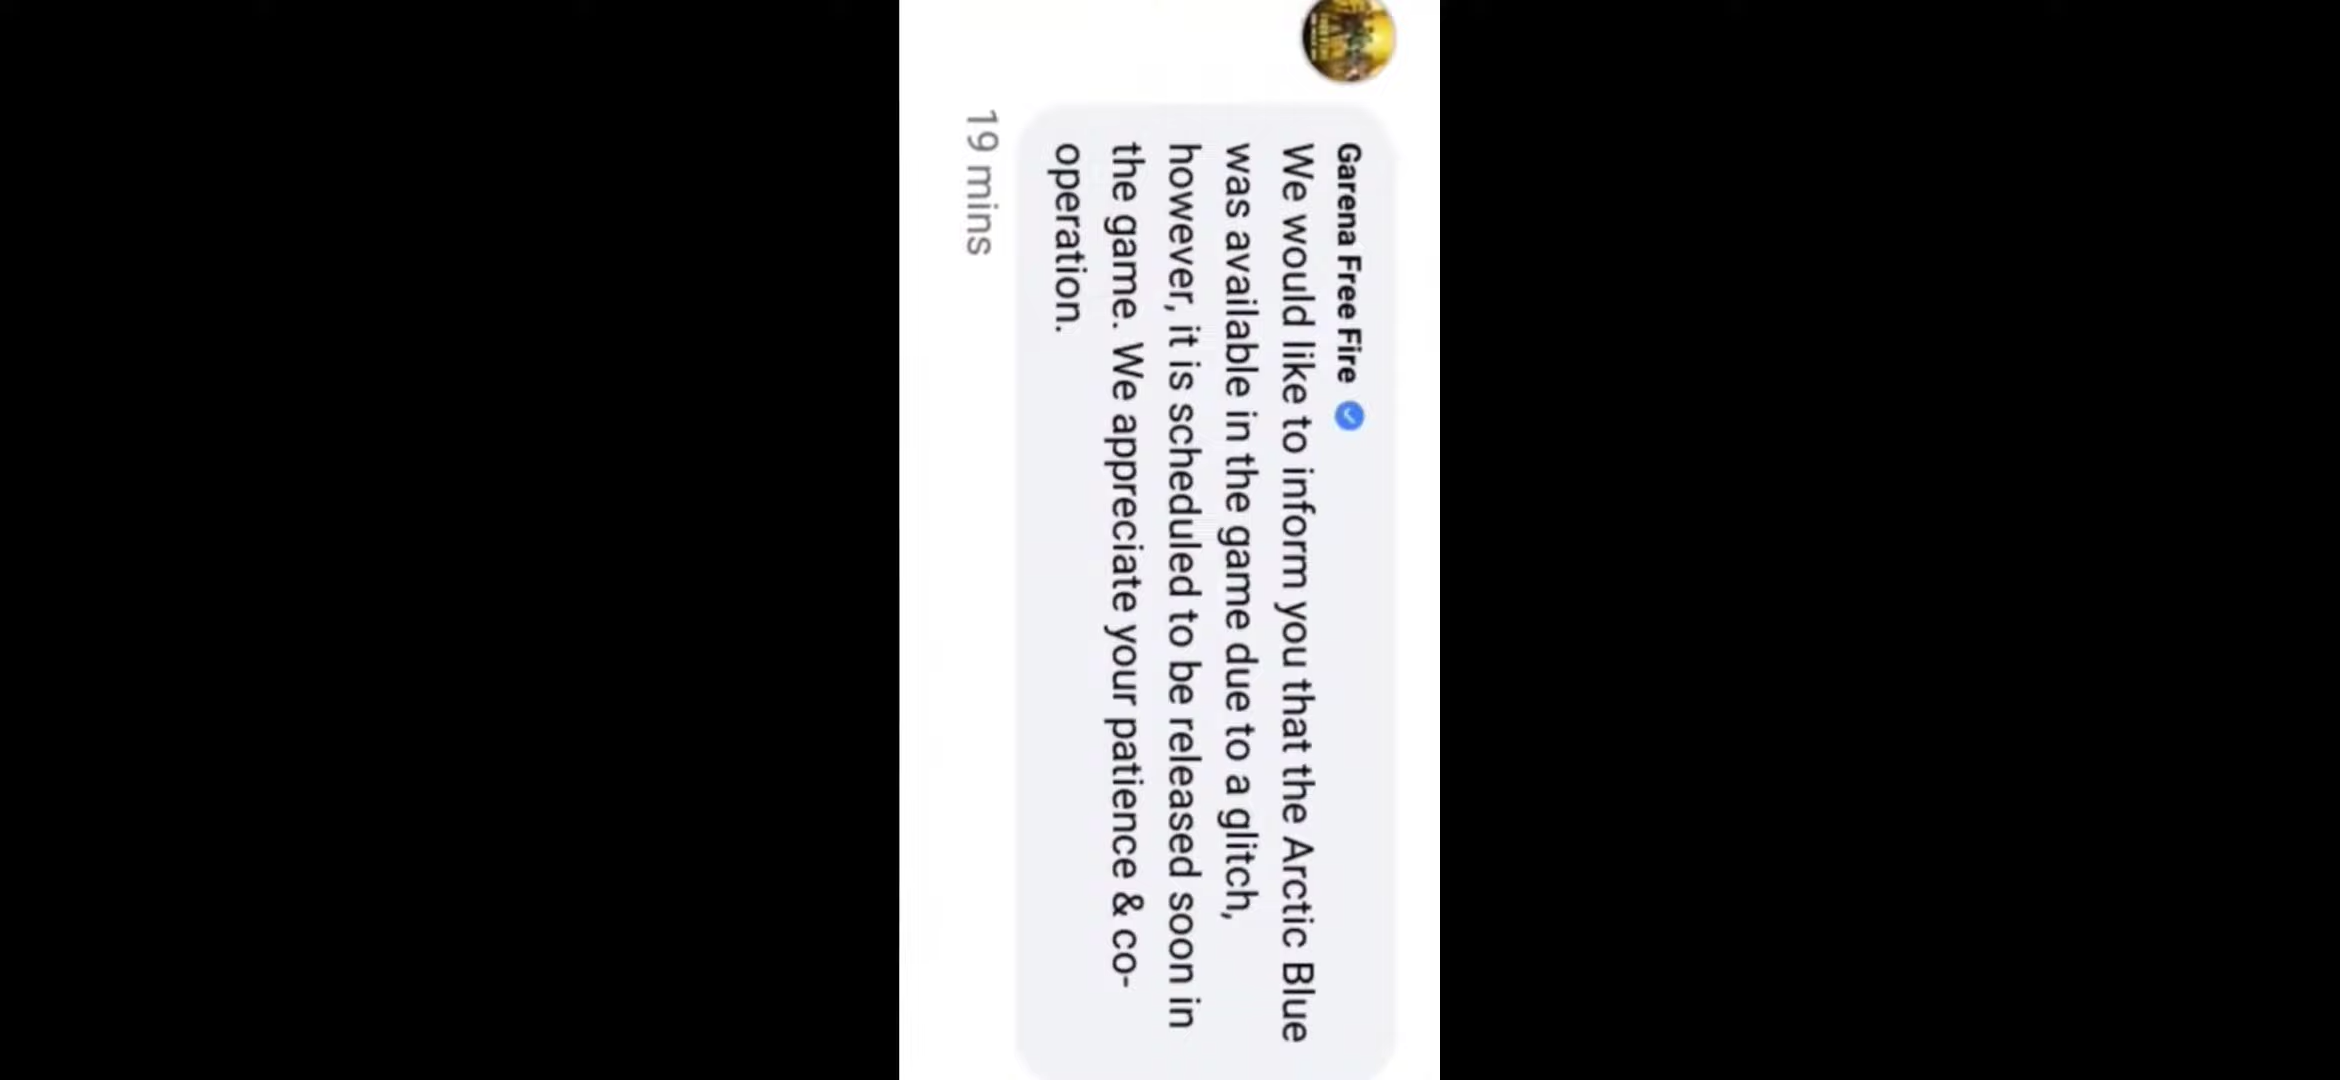 Garena Free Fire
We would like to inform you that the Arctic Blue
was available in the game due to a glitch,
however, it is scheduled to be released soon in
the game. We appreciate your patience & co-
operation.
19 mins